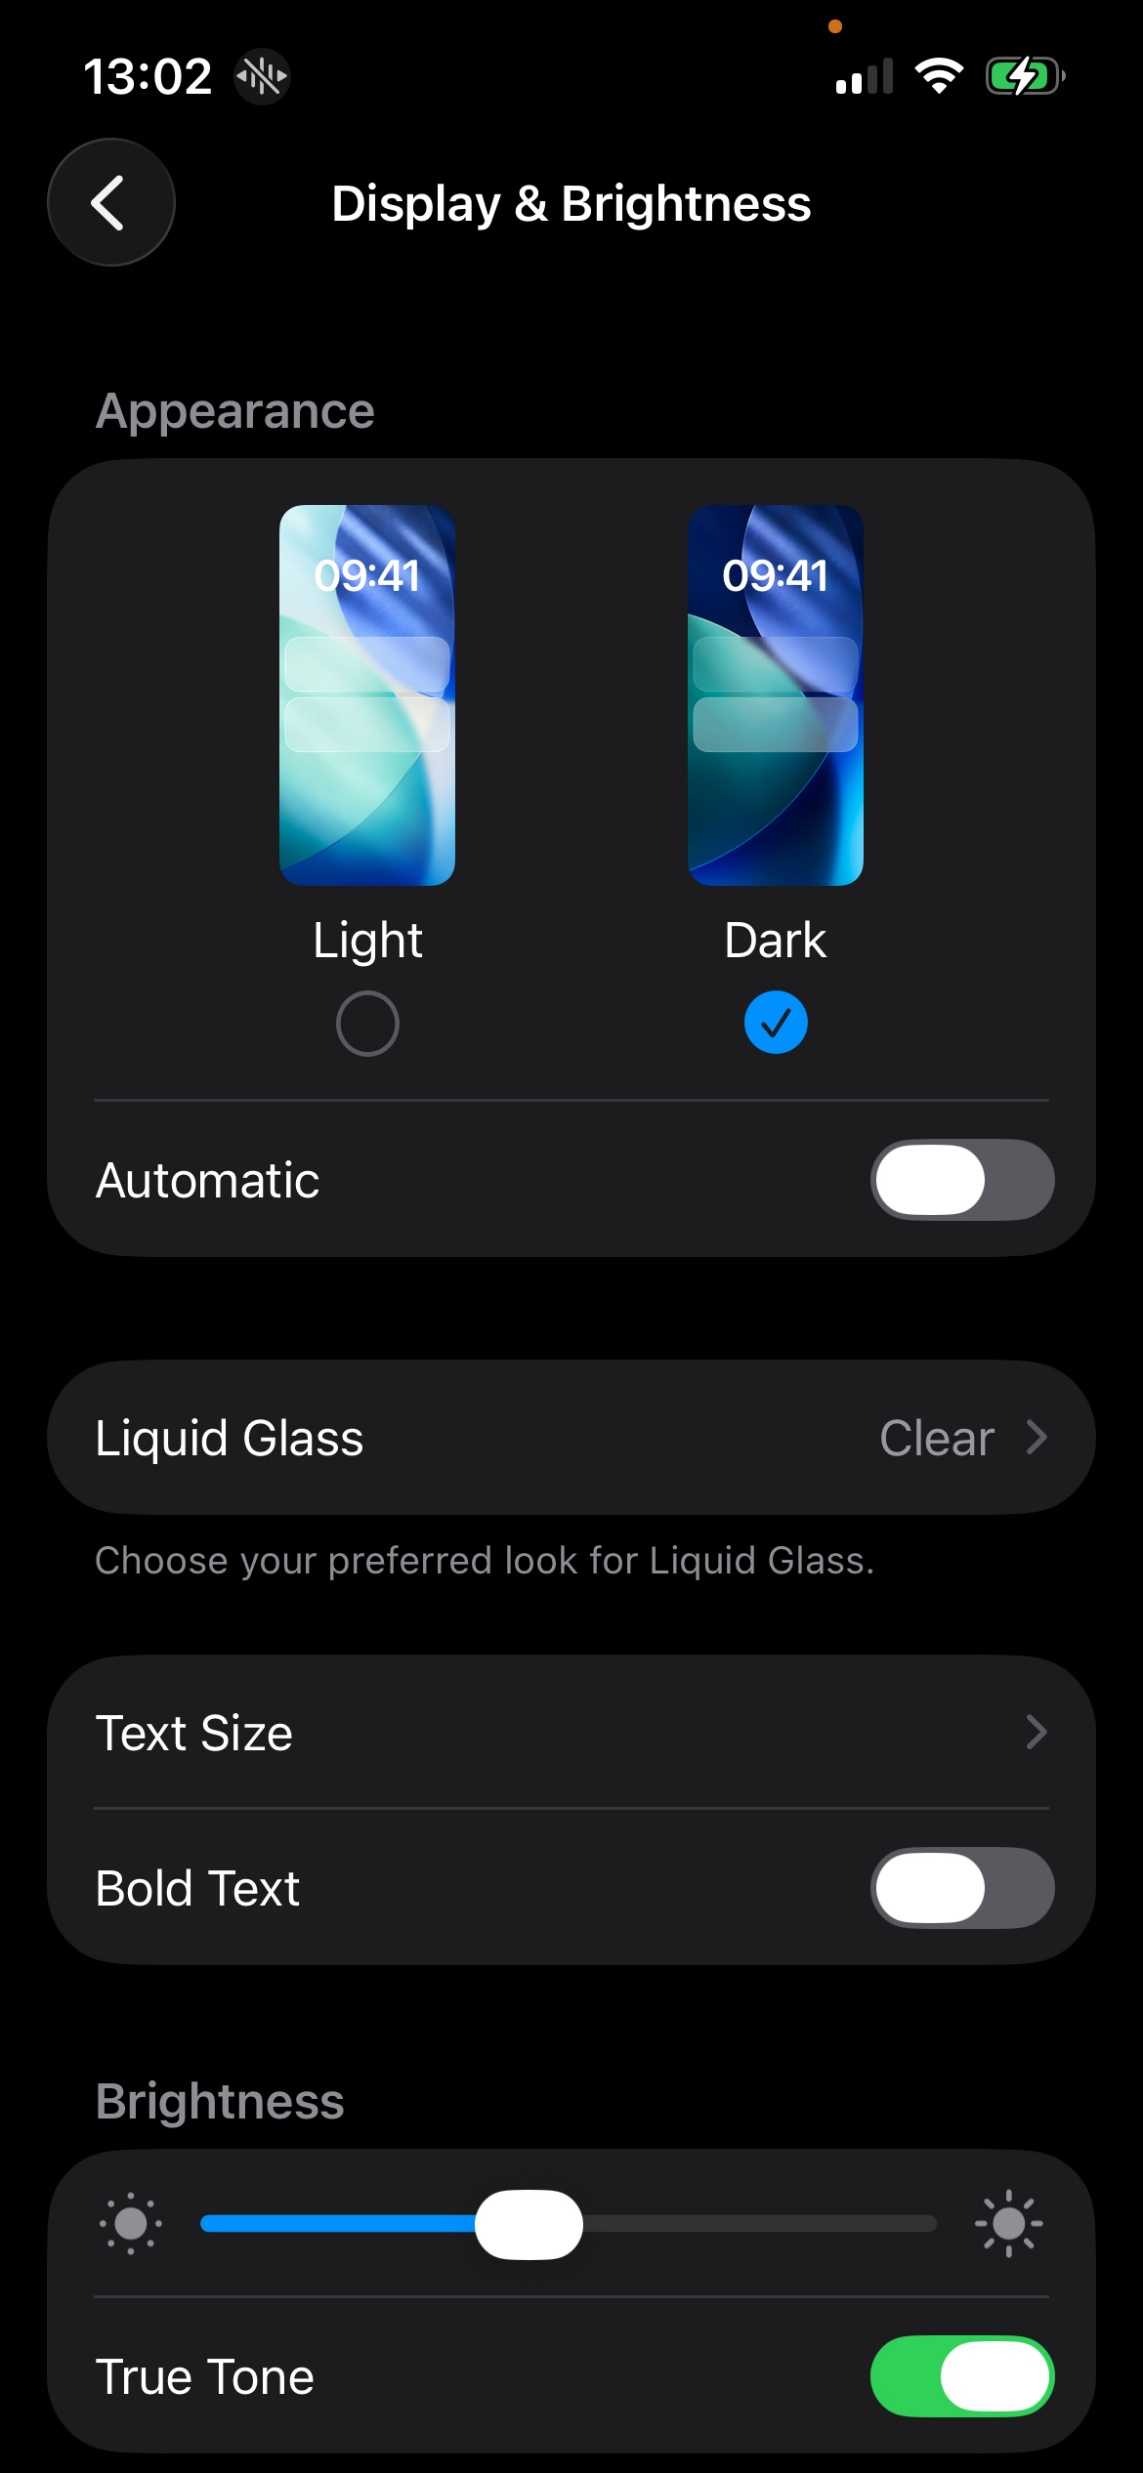 13:02
Display & Brightness
Appearance
09:41
09:41
Light
Dark
Automatic
Liquid Glass
Clear
Choose your preferred look for Liquid Glass.
Text Size
Bold Text
Brightness
True Tone